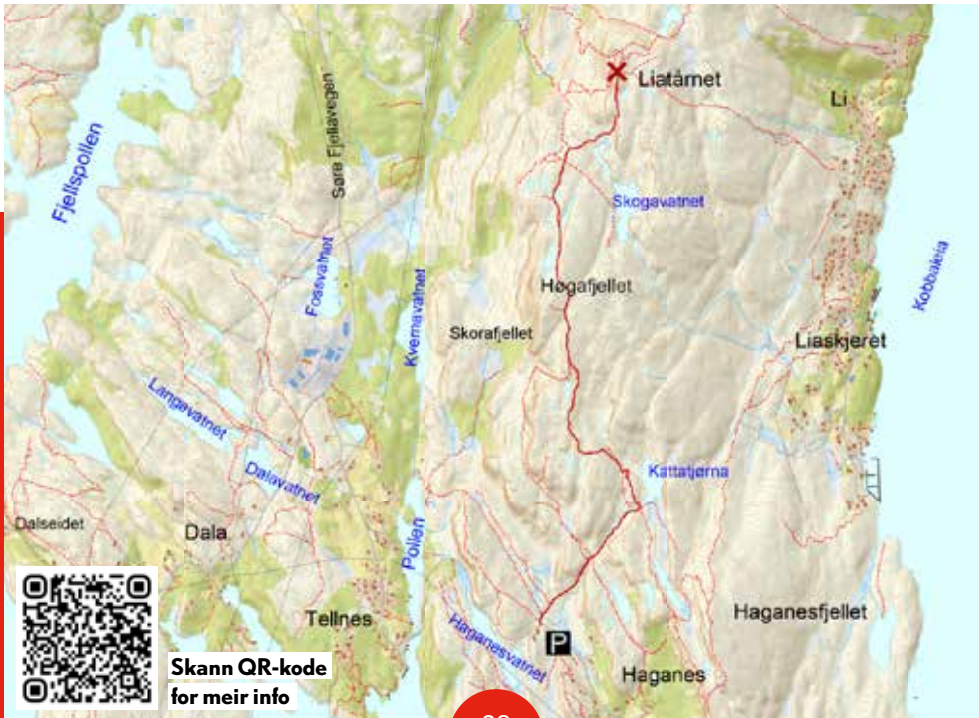 Liatårnet
Li
Fjellspollen
Søre Fjellavegen
Skogavatnet
Fossvatnet
Kvernavatnet
Høgafjellet
Kobbaleia
Skorafjellet
Liaskjeret
Langavatnet
Dalavatnet
Kattatjørna
Dalseidet
Dala
Pollen
Tellnes
P
Haganesfjellet
Haganesvatnet
Haganes
Skann QR-kode
for meir info